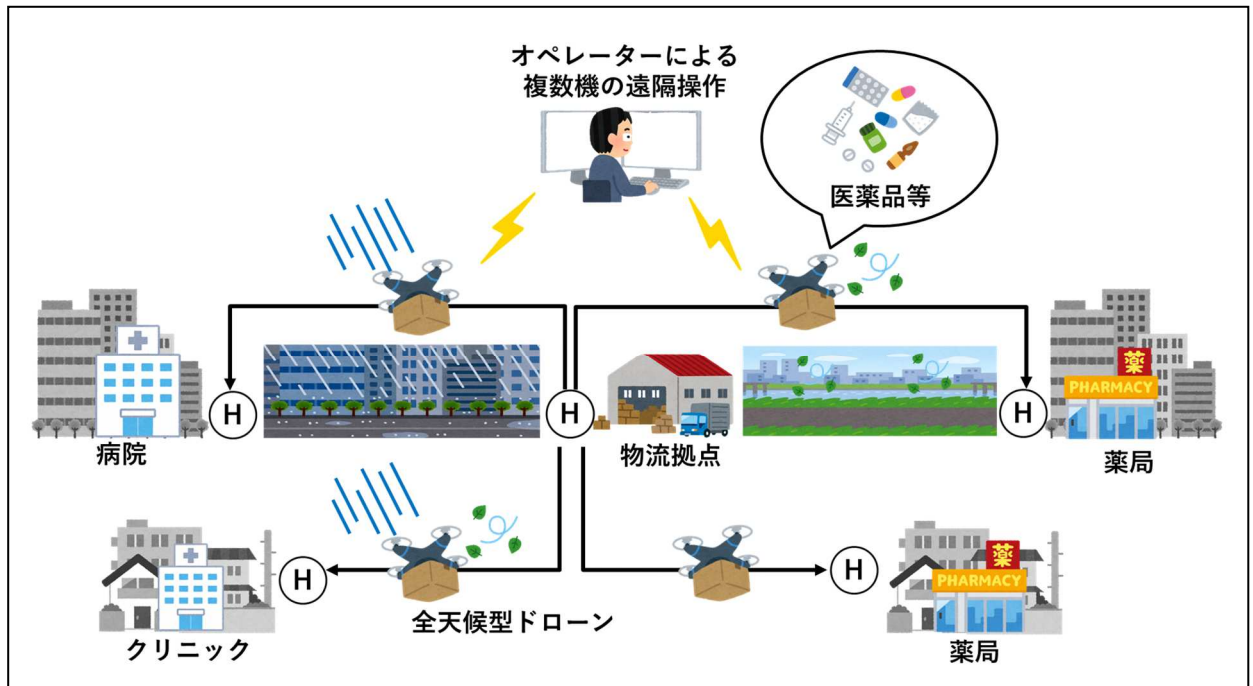 オペレーターによる
複数機の遠隔操作
医薬品等
H
病院
H
物流拠点
H
薬
PHARMACY
薬局
H
クリニック
全天候型ドローン
H
薬
PHARMACY
薬局